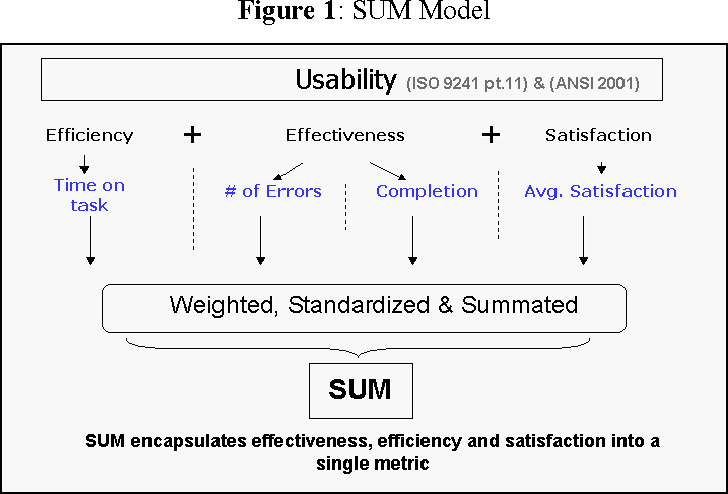 Figure 1: SUM Model
Usability (ISO 9241 pt.11) & (ANSI 2001)
Efficiency + Effectiveness + Satisfaction
Time on task # of Errors Completion Avg. Satisfaction
Weighted, Standardized & Summated
SUM
SUM encapsulates effectiveness, efficiency and satisfaction into a
single metric